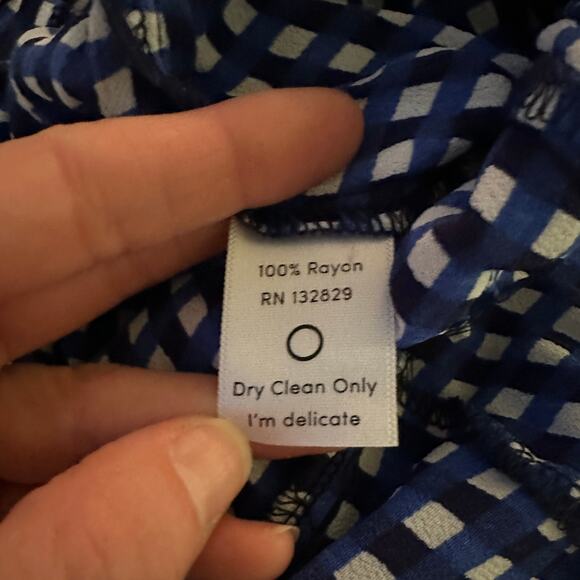 100% Rayon
RN 132829
Dry Clean Only
I'm delicate